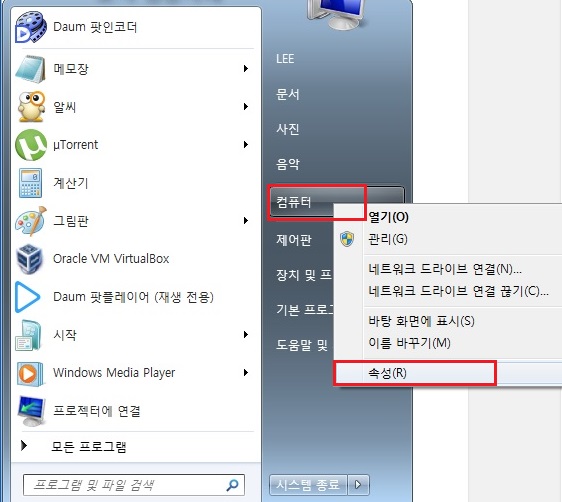 Daum 팟인코더
메모장
알씨
µTorrent
계산기
그림판
Oracle VM VirtualBox
Daum 팟플레이어 (재생 전용)
시작
Windows Media Player
프로젝터에 연결
모든 프로그램
프로그램 및 파일 검색
LEE
문서
사진
음악
컴퓨터
제어판
장치 및 프
기본 프로그
도움말 및
시스템 종료
열기(O)
관리(G)
네트워크 드라이브 연결(N)...
네트워크 드라이브 연결 끊기(C)...
바탕 화면에 표시(S)
이름 바꾸기(M)
속성(R)